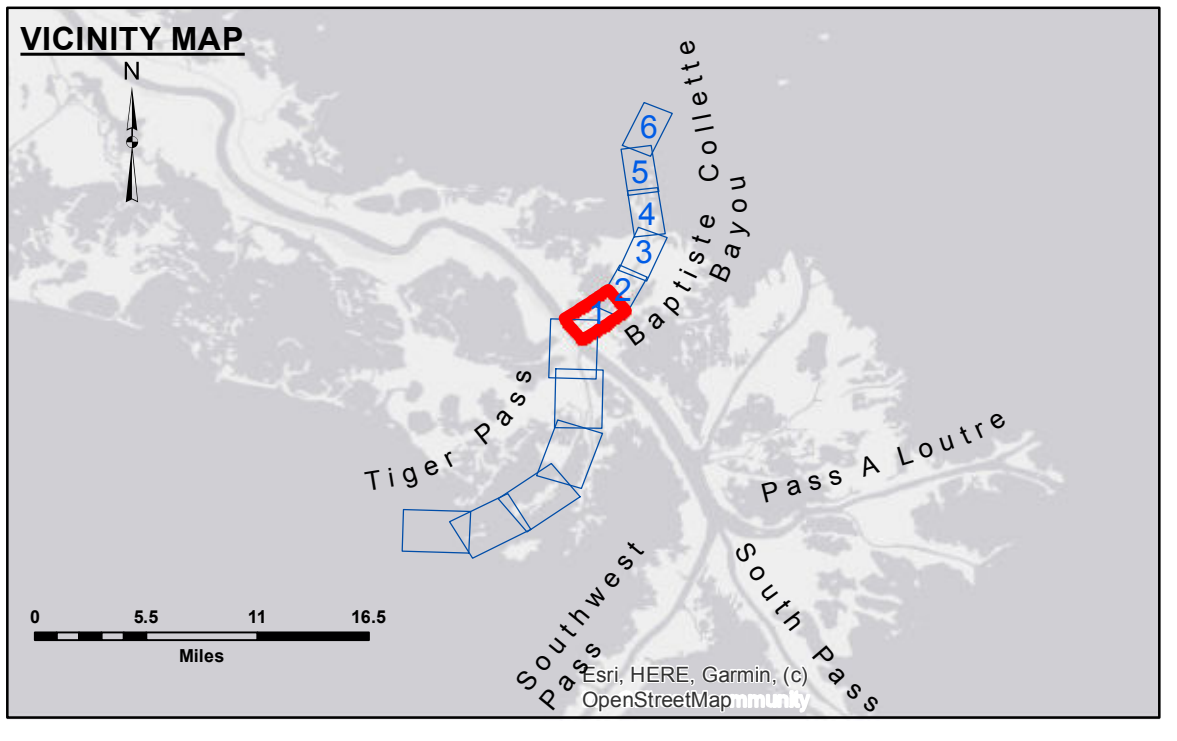 VICINITY MAP
N
6
5
4
3
2
1
Baptiste Collette
Bayou
Tiger Pass
Pass A Loutre
Southwest
Pass
South Pass
0 5.5 11 16.5
Miles
Esri, HERE, Garmin, (c)
OpenStreetMap mmunity